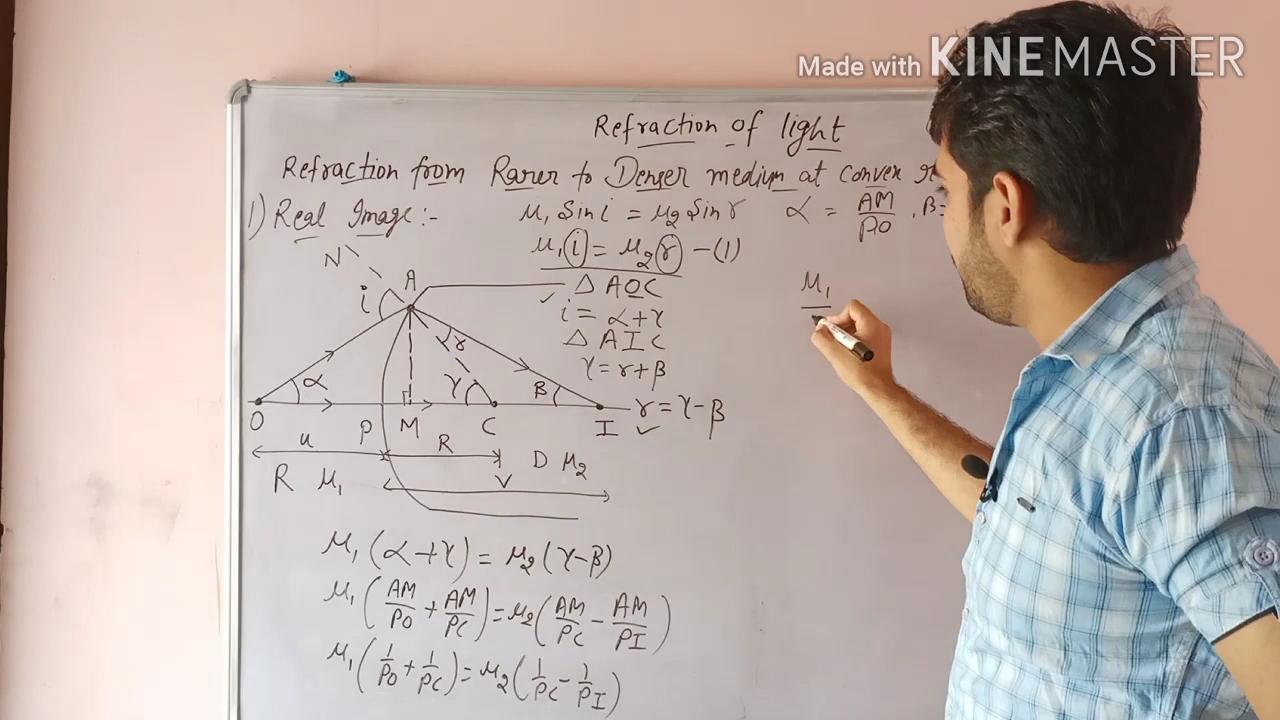 Made with KINEMASTER
Refraction of light
Refraction from Rarer to Denser medium at convex
1) Real Image :-
μ₁ Sin i = μ₂ Sin r
α = AM/PO , β =
μ₁ i = μ₂ r - (1)
△ AOC
i = α + γ
△ AIC
γ = r + β
r = γ - β
N
A
i
r
α
γ
β
O P M C I
u R
R μ₁ D μ₂
V
μ₁ (α + γ) = μ₂ (γ - β)
μ₁ (AM/PO + AM/PC) = μ₂ (AM/PC - AM/PI)
μ₁ (1/PO + 1/PC) = μ₂ (1/PC - 1/PI)
μ₁